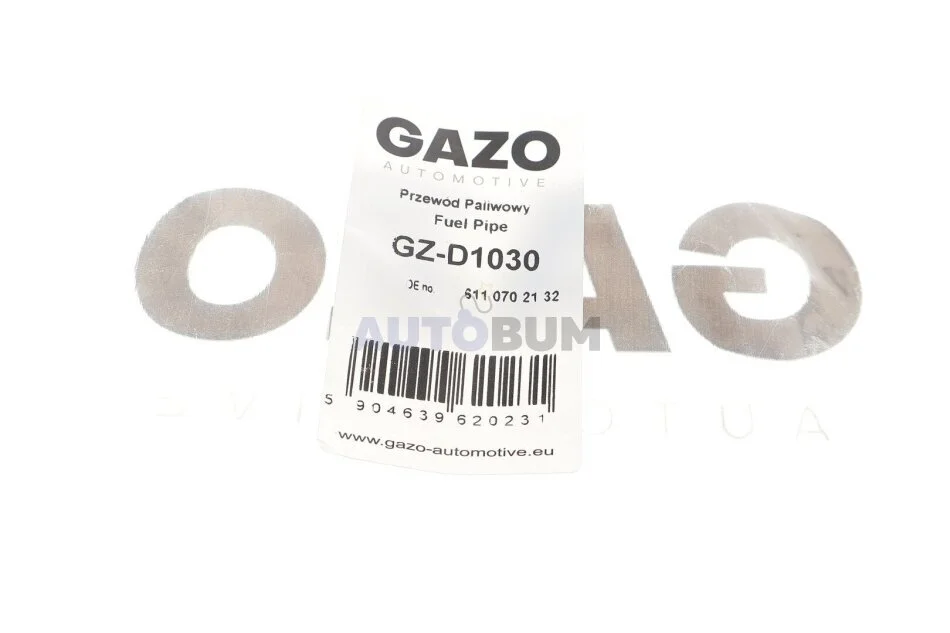 GAZO
AUTOMOTIVE
Przewód Paliwowy
Fuel Pipe
GZ-D1030
OE no. 611 070 21 32
AUTOBUM
5 904639 620231
www.gazo-automotive.eu